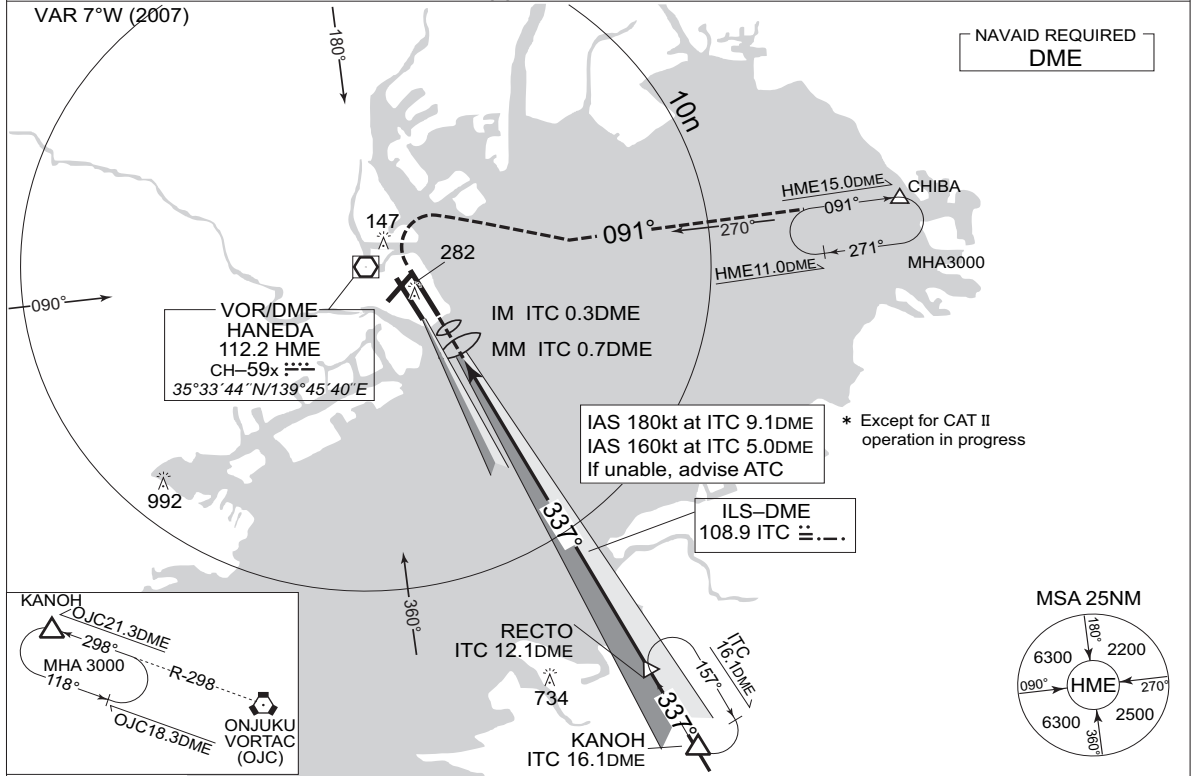 VAR 7°W (2007)
NAVAID REQUIRED
DME
180°
10n
HME15.0DME
CHIBA
091°
091°
270°
271°
HME11.0DME
MHA3000
147
282
090°
VOR/DME
HANEDA
112.2 HME
CH–59x
35°33´44˝N/139°45´40˝E
IM ITC 0.3DME
MM ITC 0.7DME
IAS 180kt at ITC 9.1DME
IAS 160kt at ITC 5.0DME
If unable, advise ATC
* Except for CAT II
operation in progress
992
337°
ILS–DME
108.9 ITC
360°
RECTO
ITC 12.1DME
734
ITC
16.1DME
157°
337°
KANOH
ITC 16.1DME
KANOH
OJC21.3DME
298°
R-298
MHA 3000
118°
OJC18.3DME
ONJUKU
VORTAC
(OJC)
MSA 25NM
180°
6300
2200
090°
HME
270°
6300
2500
360°